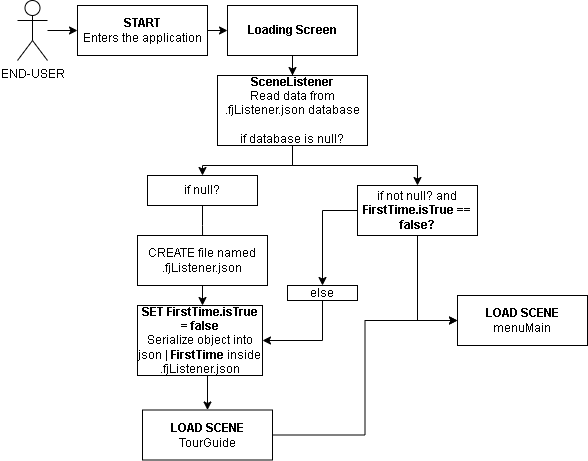 START
Enters the application
Loading Screen
END-USER
SceneListener
Read data from
.fjListener.json database
if database is null?
if null?
if not null? and
FirstTime.isTrue ==
false?
CREATE file named
.fjListener.json
else
SET FirstTime.isTrue
= false
Serialize object into
json | FirstTime inside
.fjListener.json
LOAD SCENE
menuMain
LOAD SCENE
TourGuide